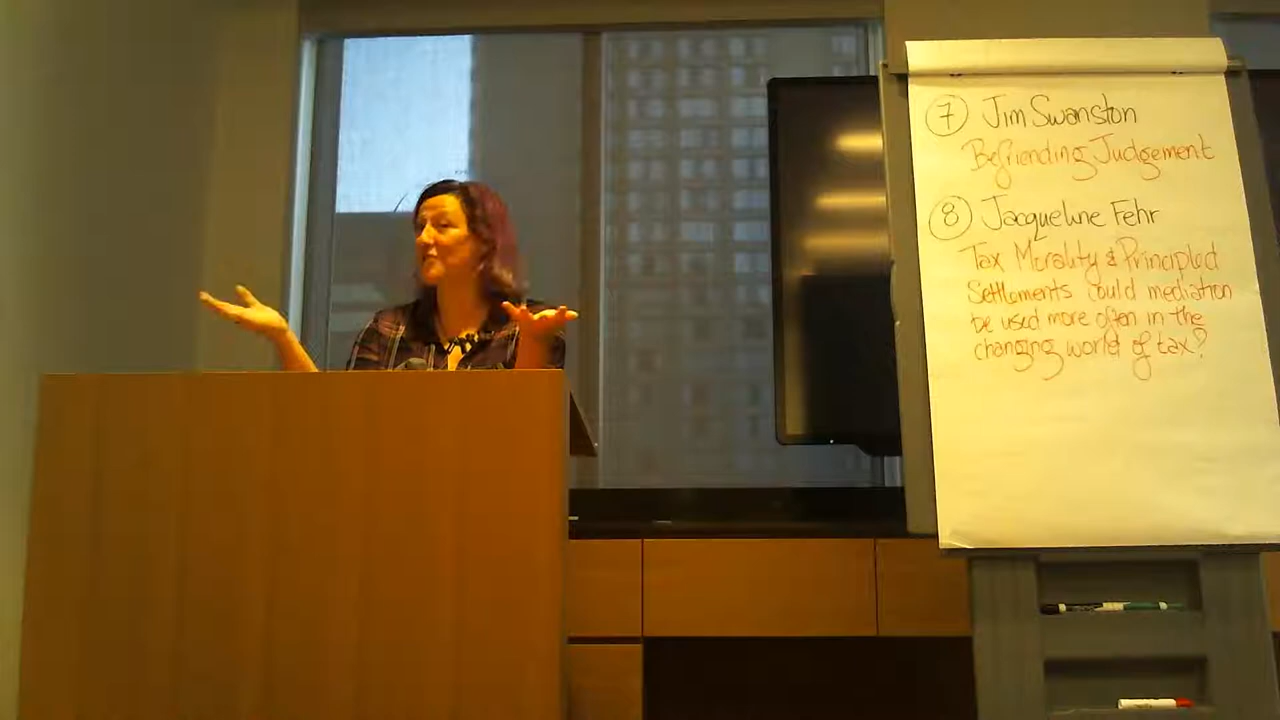 7 Jim Swanston
Befriending Judgement
8 Jacqueline Fehr
Tax Morality & Principled
Settlements could mediation
be used more often in the
changing world of tax?